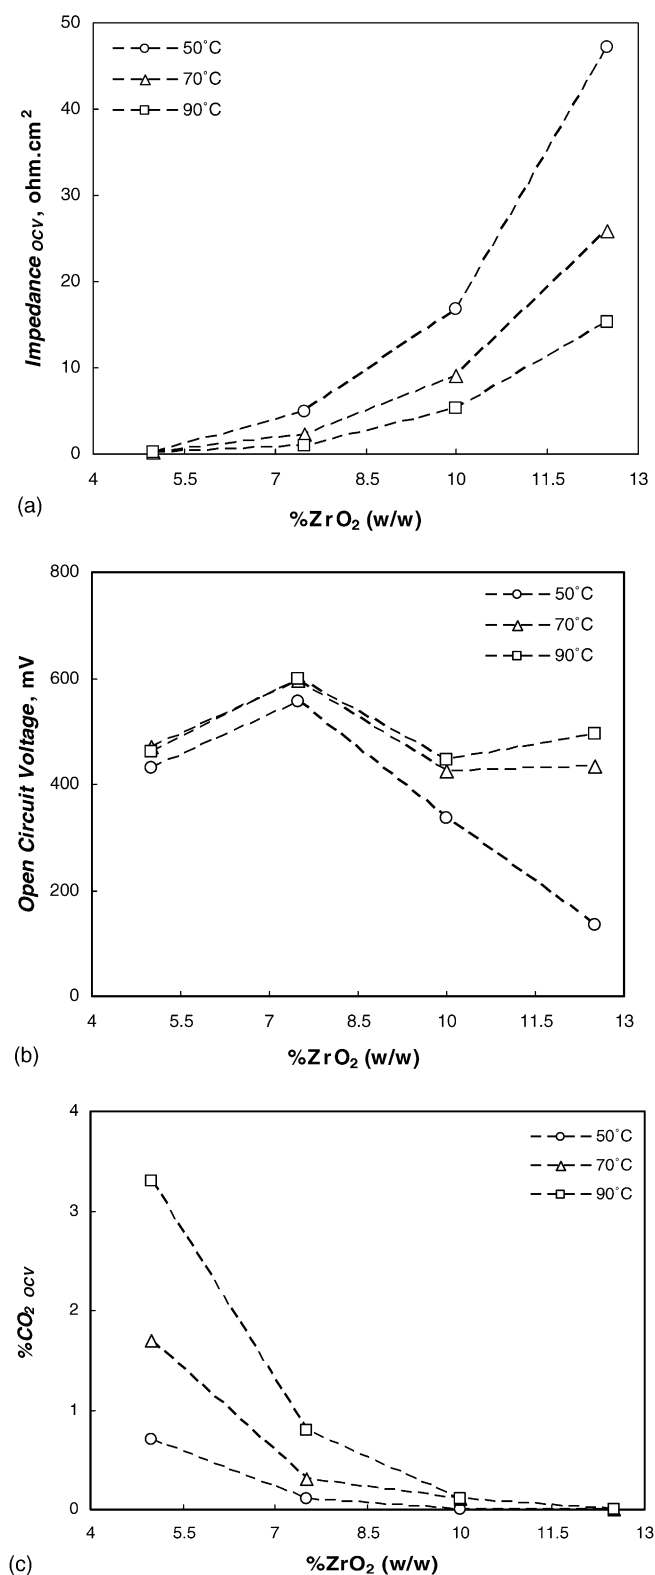 50
50°C
70°C
40
90°C
Impedance OCV, ohm.cm2
30
20
10
0
4 5.5 7 8.5 10 11.5 13
(a)
%ZrO2 (w/w)
800
50°C
70°C
90°C
600
Open Circuit Voltage, mV
400
200
0
4 5.5 7 8.5 10 11.5 13
(b)
%ZrO2 (w/w)
4
50°C
70°C
90°C
3
%CO2 OCV
2
1
0
4 5.5 7 8.5 10 11.5 13
(c)
%ZrO2 (w/w)